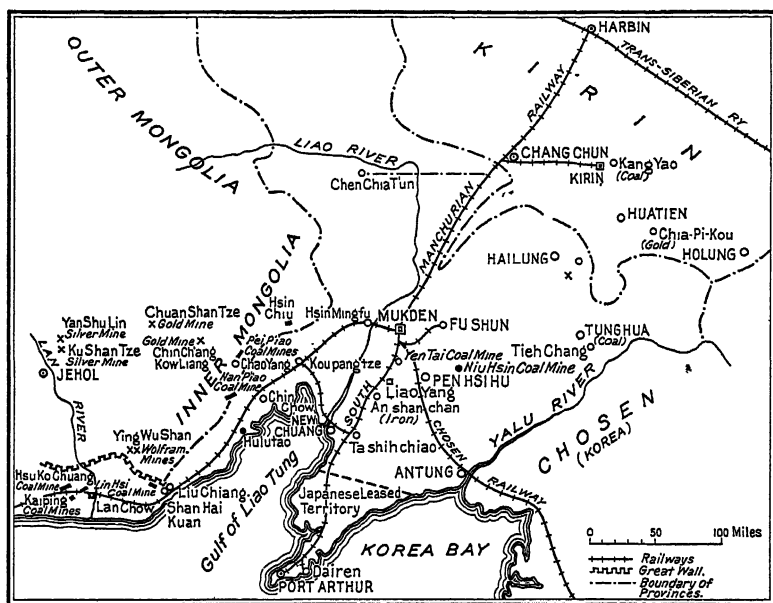 HARBIN
TRANS-SIBERIAN RY
KIRIN
OUTER MONGOLIA
LIAO RIVER
RAILWAY
CHANG CHUN
KIRIN
Kang Yao
(Coal)
Chen Chia Tun
MANCHURIAN
HUATIEN
Chia-Pi-Kou
(Gold)
HAILUNG
HOLUNG
INNER MONGOLIA
Chuan Shan Tze
Gold Mine
Hsin
Chiu
Hsin Mingfu
MUKDEN
FU SHUN
Yan Shu Lin
Silver Mine
Ku Shan Tze
Silver Mine
Gold Mine
Chin Chang
Kow Liang
Pei Piao
Coal Mines
Chao Yang
Koupangtze
Han Piao
Coal Mine
TUNGHUA
(Coal)
Tieh Chang
Yen Tai Coal Mine
Niu Hsin Coal Mine
PEN HSI HU
LAN
RIVER
JEHOL
Liao Yang
An shan chan
(Iron)
Chin
Chow
NEW
CHUANG
SOUTH
Hulutao
Ta shih chiao
YALU RIVER
CHOSEN
(KOREA)
Ying Wu Shan
Wolfram
Mines
Hsu Ko Chuang
Coal Mine
Lin Hsi
Coal Mine
Kaiping
Coal Mines
Lan Chow
Liu Chiang
Shan Hai
Kuan
Gulf of Liao Tung
ANTUNG
CHOSEN
RAILWAY
Japanese Leased
Territory
KOREA BAY
Dairen
PORT ARTHUR
0 50 100 Miles
Railways
Great Wall.
Boundary of
Provinces.